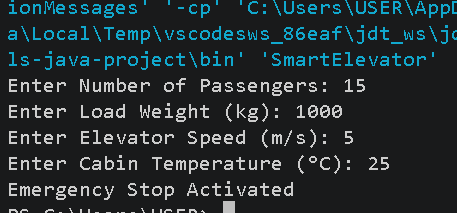 ionMessages' '-cp' 'C:\Users\USER\AppD
a\Local\Temp\vscodesws_86eaf\jdt_ws\jd
ls-java-project\bin' 'SmartElevator'
Enter Number of Passengers: 15
Enter Load Weight (kg): 1000
Enter Elevator Speed (m/s): 5
Enter Cabin Temperature (°C): 25
Emergency Stop Activated
PS C:\Users\USER>